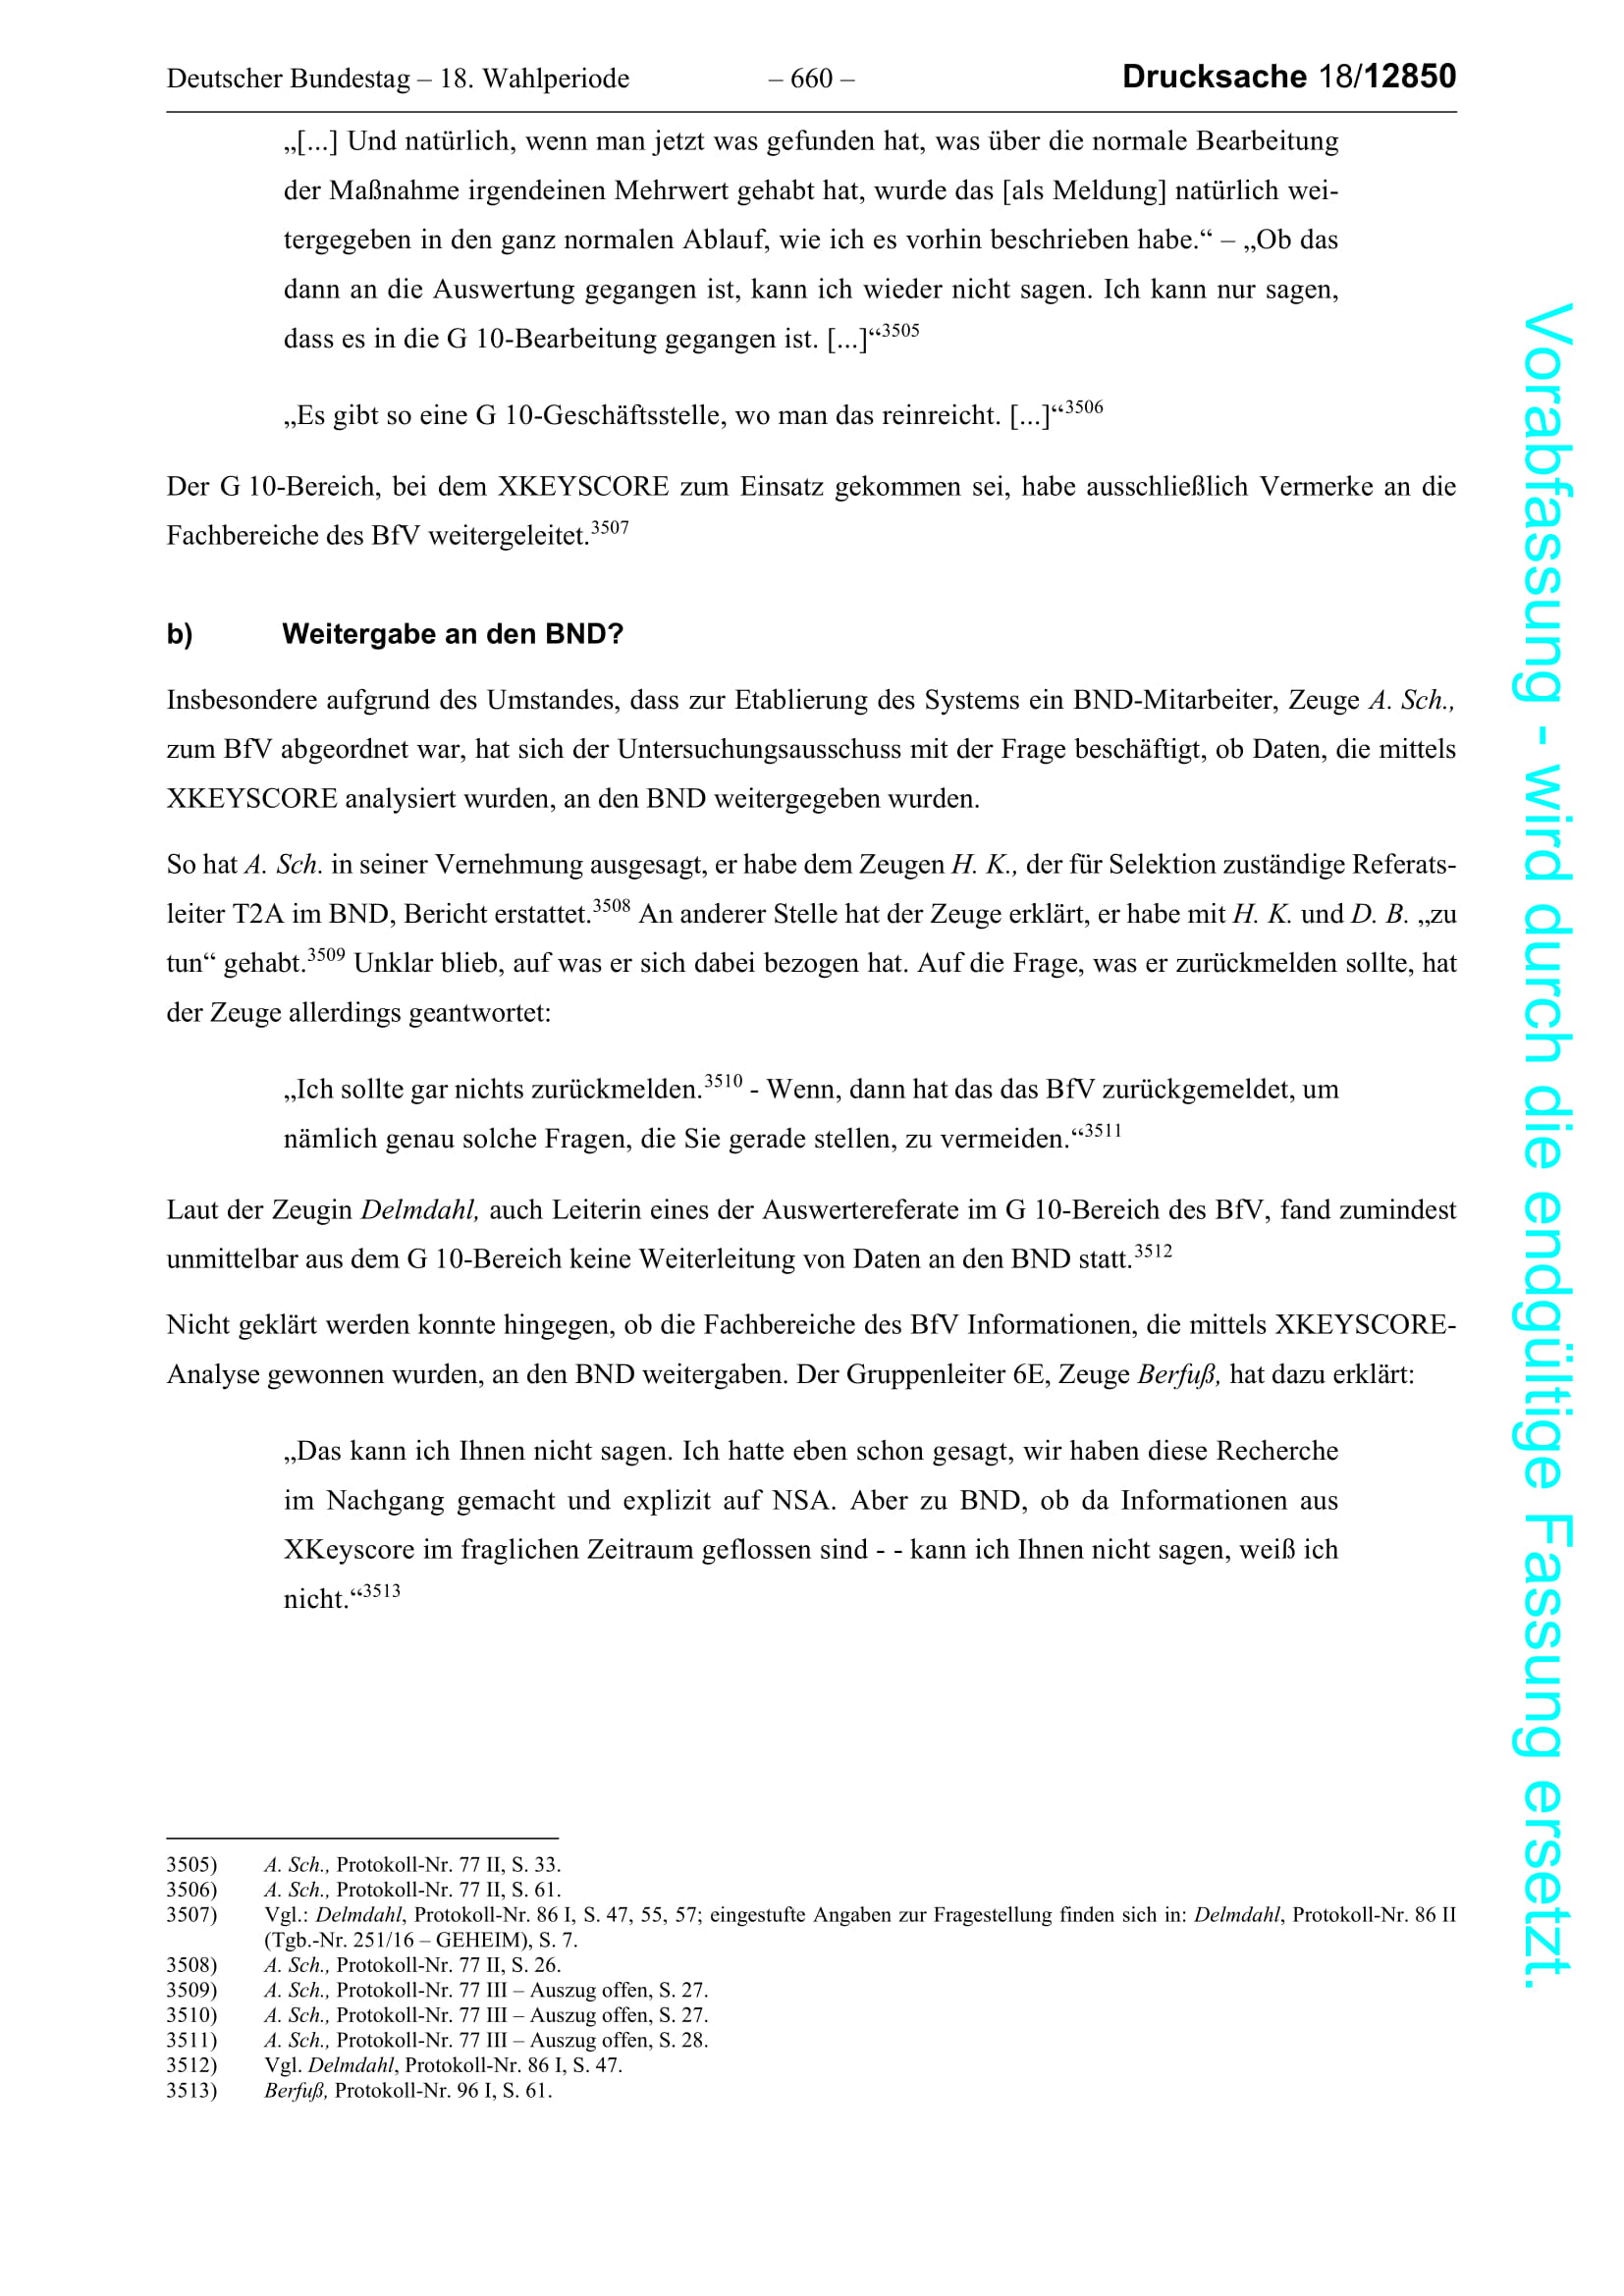 Deutscher Bundestag – 18. Wahlperiode – 660 – Drucksache 18/12850
„[...] Und natürlich, wenn man jetzt was gefunden hat, was über die normale Bearbeitung
der Maßnahme irgendeinen Mehrwert gehabt hat, wurde das [als Meldung] natürlich wei-
tergegeben in den ganz normalen Ablauf, wie ich es vorhin beschrieben habe.“ – „Ob das
dann an die Auswertung gegangen ist, kann ich wieder nicht sagen. Ich kann nur sagen,
dass es in die G 10-Bearbeitung gegangen ist. [...]“3505
„Es gibt so eine G 10-Geschäftsstelle, wo man das reinreicht. [...]“3506
Der G 10-Bereich, bei dem XKEYSCORE zum Einsatz gekommen sei, habe ausschließlich Vermerke an die
Fachbereiche des BfV weitergeleitet.3507
b) Weitergabe an den BND?
Insbesondere aufgrund des Umstandes, dass zur Etablierung des Systems ein BND-Mitarbeiter, Zeuge A. Sch.,
zum BfV abgeordnet war, hat sich der Untersuchungsausschuss mit der Frage beschäftigt, ob Daten, die mittels
XKEYSCORE analysiert wurden, an den BND weitergegeben wurden.
So hat A. Sch. in seiner Vernehmung ausgesagt, er habe dem Zeugen H. K., der für Selektion zuständige Referats-
leiter T2A im BND, Bericht erstattet.3508 An anderer Stelle hat der Zeuge erklärt, er habe mit H. K. und D. B. „zu
tun“ gehabt.3509 Unklar blieb, auf was er sich dabei bezogen hat. Auf die Frage, was er zurückmelden sollte, hat
der Zeuge allerdings geantwortet:
„Ich sollte gar nichts zurückmelden.3510 - Wenn, dann hat das das BfV zurückgemeldet, um
nämlich genau solche Fragen, die Sie gerade stellen, zu vermeiden.“3511
Laut der Zeugin Delmdahl, auch Leiterin eines der Auswertereferate im G 10-Bereich des BfV, fand zumindest
unmittelbar aus dem G 10-Bereich keine Weiterleitung von Daten an den BND statt.3512
Nicht geklärt werden konnte hingegen, ob die Fachbereiche des BfV Informationen, die mittels XKEYSCORE-
Analyse gewonnen wurden, an den BND weitergaben. Der Gruppenleiter 6E, Zeuge Berfuß, hat dazu erklärt:
„Das kann ich Ihnen nicht sagen. Ich hatte eben schon gesagt, wir haben diese Recherche
im Nachgang gemacht und explizit auf NSA. Aber zu BND, ob da Informationen aus
XKeyscore im fraglichen Zeitraum geflossen sind - - kann ich Ihnen nicht sagen, weiß ich
nicht.“3513
3505) A. Sch., Protokoll-Nr. 77 II, S. 33.
3506) A. Sch., Protokoll-Nr. 77 II, S. 61.
3507) Vgl.: Delmdahl, Protokoll-Nr. 86 I, S. 47, 55, 57; eingestufte Angaben zur Fragestellung finden sich in: Delmdahl, Protokoll-Nr. 86 II
(Tgb.-Nr. 251/16 – GEHEIM), S. 7.
3508) A. Sch., Protokoll-Nr. 77 II, S. 26.
3509) A. Sch., Protokoll-Nr. 77 III – Auszug offen, S. 27.
3510) A. Sch., Protokoll-Nr. 77 III – Auszug offen, S. 27.
3511) A. Sch., Protokoll-Nr. 77 III – Auszug offen, S. 28.
3512) Vgl. Delmdahl, Protokoll-Nr. 86 I, S. 47.
3513) Berfuß, Protokoll-Nr. 96 I, S. 61.
Vorabfassung - wird durch die endgültige Fassung ersetzt.